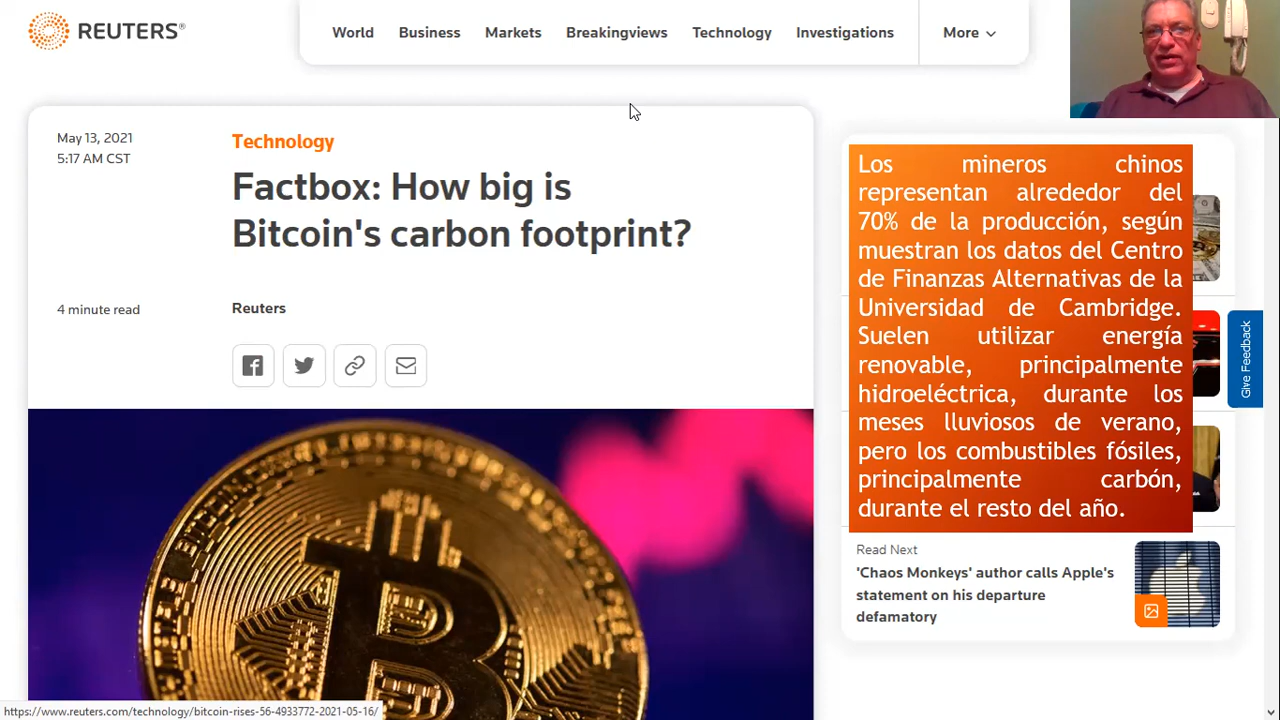 REUTERS®
World Business Markets Breakingviews Technology Investigations More
May 13, 2021
5:17 AM CST
Technology
Factbox: How big is
Bitcoin's carbon footprint?
4 minute read
Reuters
Los mineros chinos
representan alrededor del
70% de la producción, según
muestran los datos del Centro
de Finanzas Alternativas de la
Universidad de Cambridge.
Suelen utilizar energía
renovable, principalmente
hidroeléctrica, durante los
meses lluviosos de verano,
pero los combustibles fósiles,
principalmente carbón,
durante el resto del año.
Give Feedback
Read Next
'Chaos Monkeys' author calls Apple's
statement on his departure
defamatory
https://www.reuters.com/technology/bitcoin-rises-56-4933772-2021-05-16/